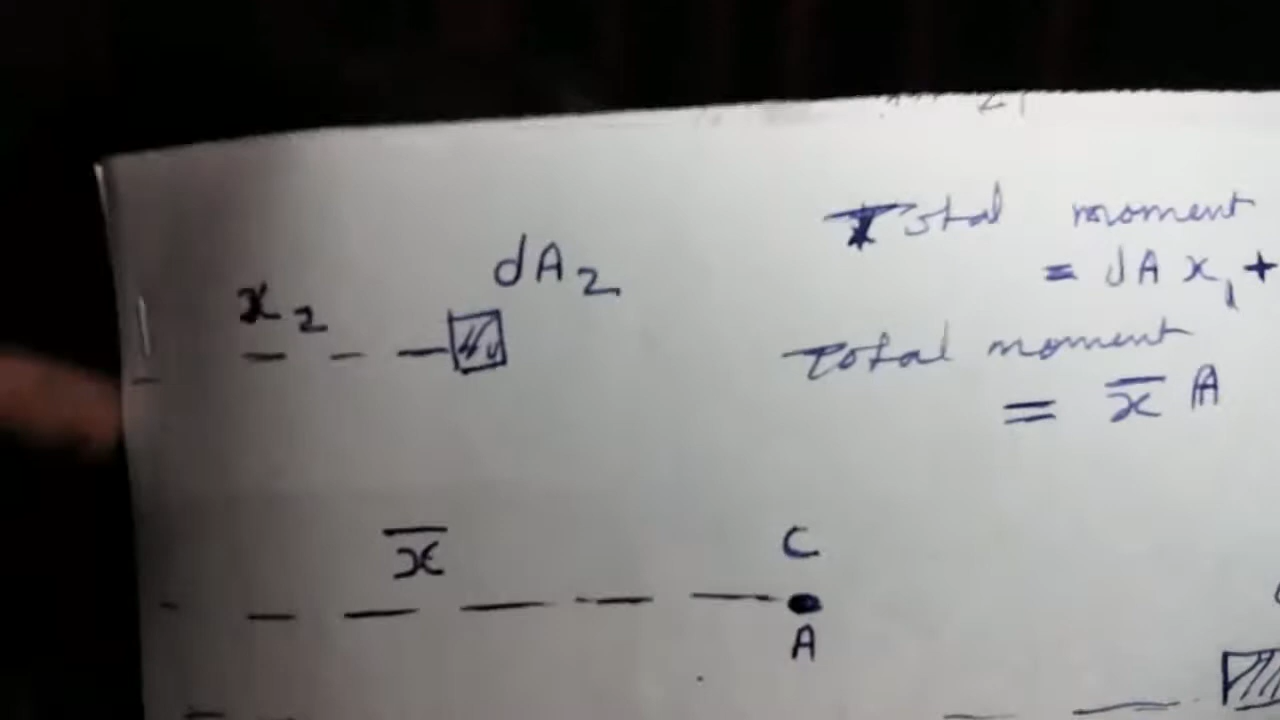 Total moment
= dA x₁ +
dA₂
x₂
Total moment
= x̄ A
x̄
C
A